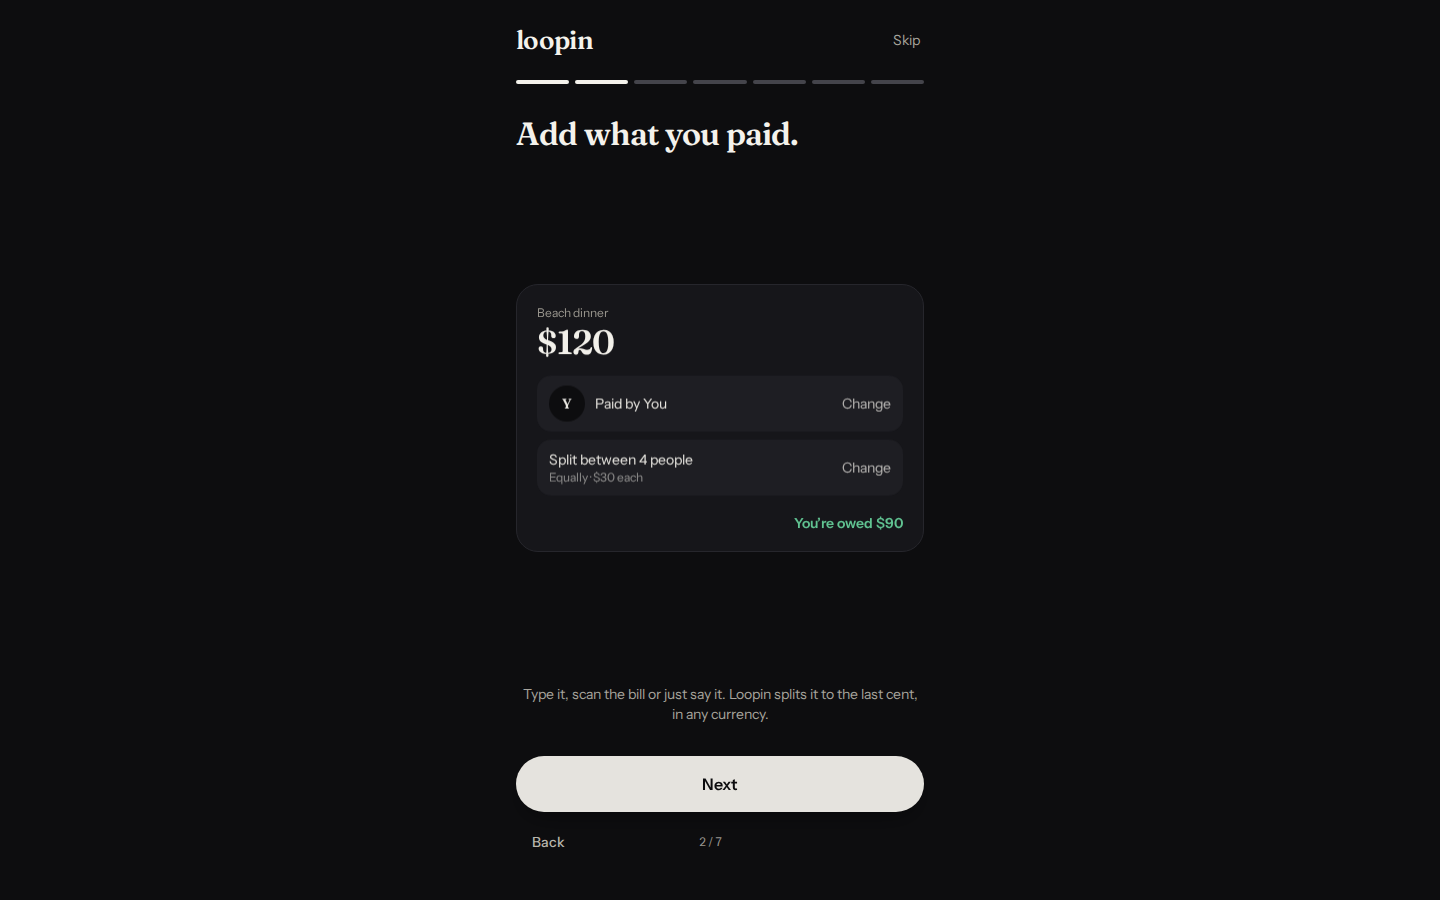 loopin
Skip
Add what you paid.
Beach dinner
$120
Y
Paid by You
Change
Split between 4 people
Equally · $30 each
Change
You're owed $90
Type it, scan the bill or just say it. Loopin splits it to the last cent,
in any currency.
Next
Back
2 / 7